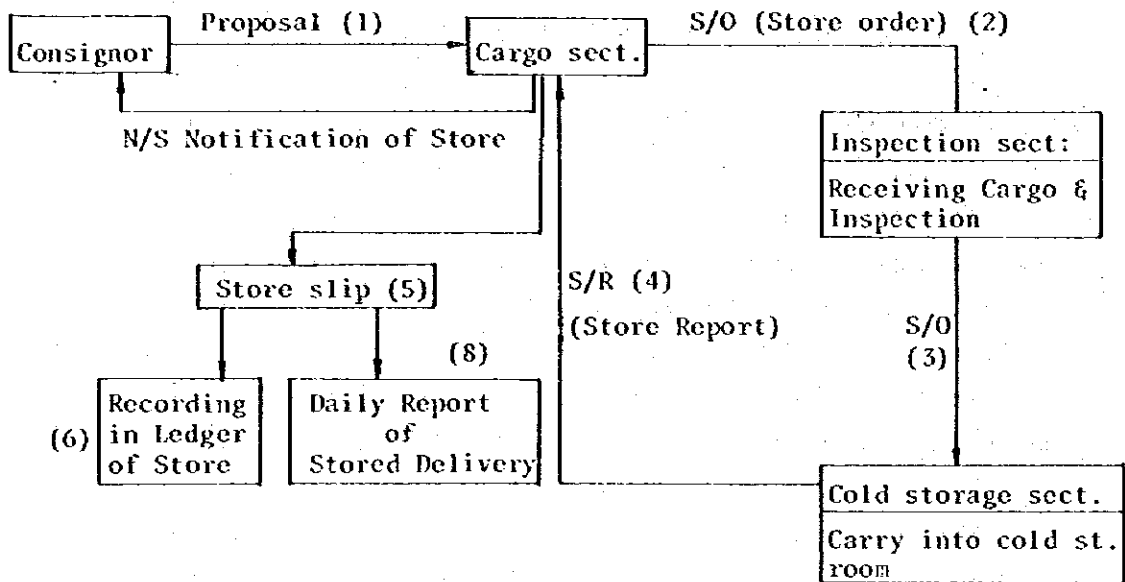 Proposal (1)
S/O (Store order) (2)
Consignor
Cargo sect.
N/S Notification of Store
Inspection sect:
Receiving Cargo &
Inspection
Store slip (5)
S/R (4)
(Store Report)
S/O
(3)
(8)
(6)
Recording
in Ledger
of Store
Daily Report
of
Stored Delivery
Cold storage sect.
Carry into cold st.
room